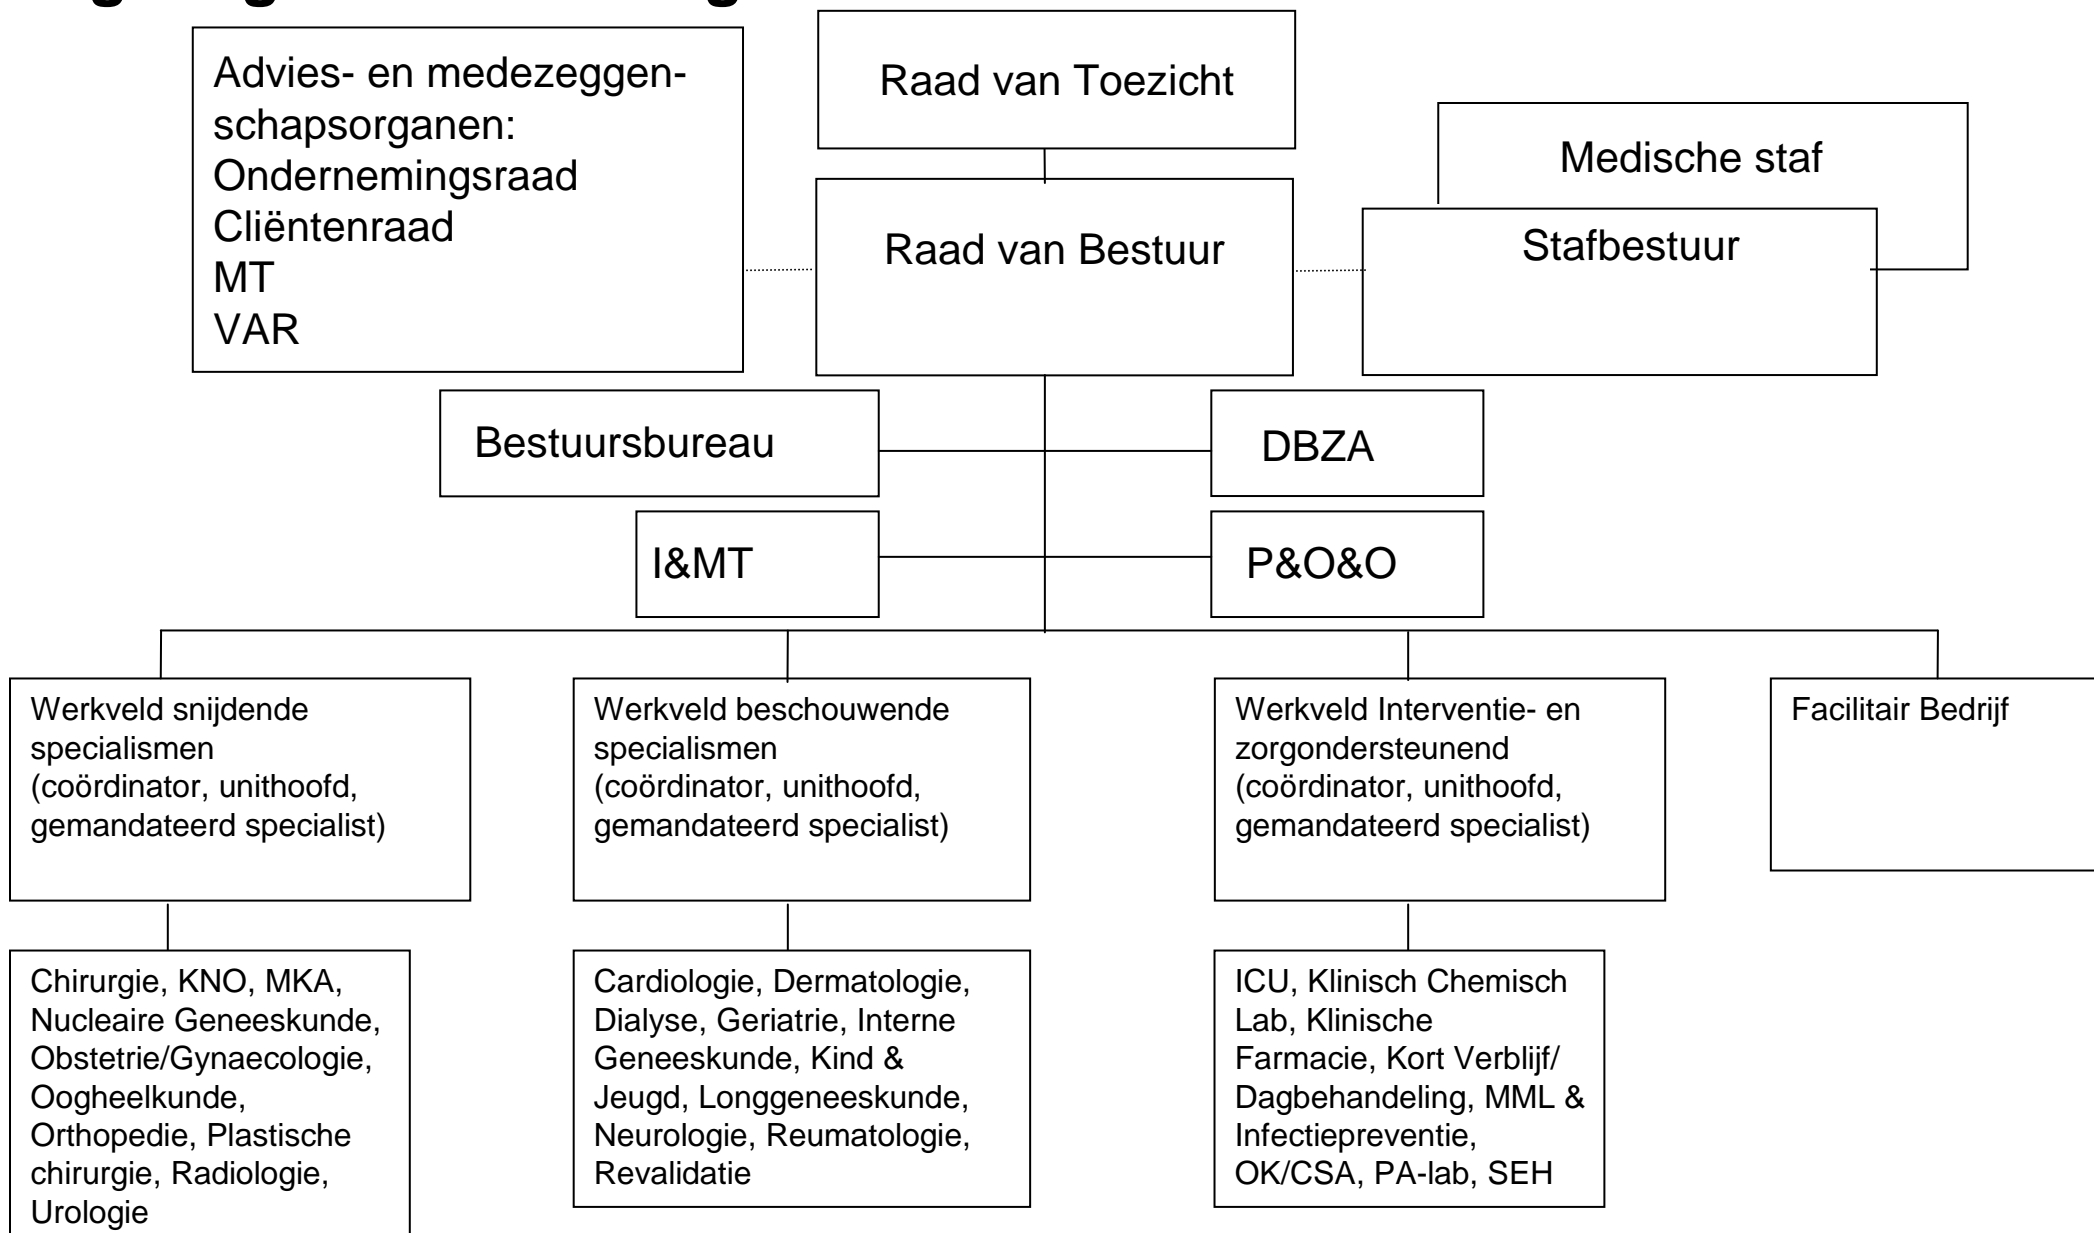 Advies- en medezeggen-
schapsorganen:
Ondernemingsraad
Cliëntenraad
MT
VAR
Raad van Toezicht
Raad van Bestuur
Medische staf
Stafbestuur
Bestuursbureau
DBZA
I&MT
P&O&O
Werkveld snijdende
specialismen
(coördinator, unithoofd,
gemandateerd specialist)
Werkveld beschouwende
specialismen
(coördinator, unithoofd,
gemandateerd specialist)
Werkveld Interventie- en
zorgondersteunend
(coördinator, unithoofd,
gemandateerd specialist)
Facilitair Bedrijf
Chirurgie, KNO, MKA,
Nucleaire Geneeskunde,
Obstetrie/Gynaecologie,
Oogheelkunde,
Orthopedie, Plastische
chirurgie, Radiologie,
Urologie
Cardiologie, Dermatologie,
Dialyse, Geriatrie, Interne
Geneeskunde, Kind &
Jeugd, Longgeneeskunde,
Neurologie, Reumatologie,
Revalidatie
ICU, Klinisch Chemisch
Lab, Klinische
Farmacie, Kort Verblijf/
Dagbehandeling, MML &
Infectiepreventie,
OK/CSA, PA-lab, SEH